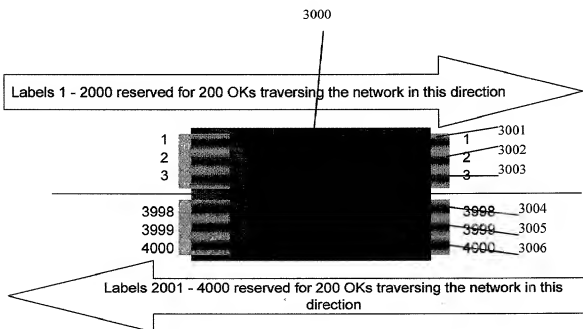 3000
Labels 1 - 2000 reserved for 200 OKs traversing the network in this direction
1 1 3001
2 2 3002
3 3 3003
3998 3998 3004
3999 3999 3005
4000 4000 3006
Labels 2001 - 4000 reserved for 200 OKs traversing the network in this
direction